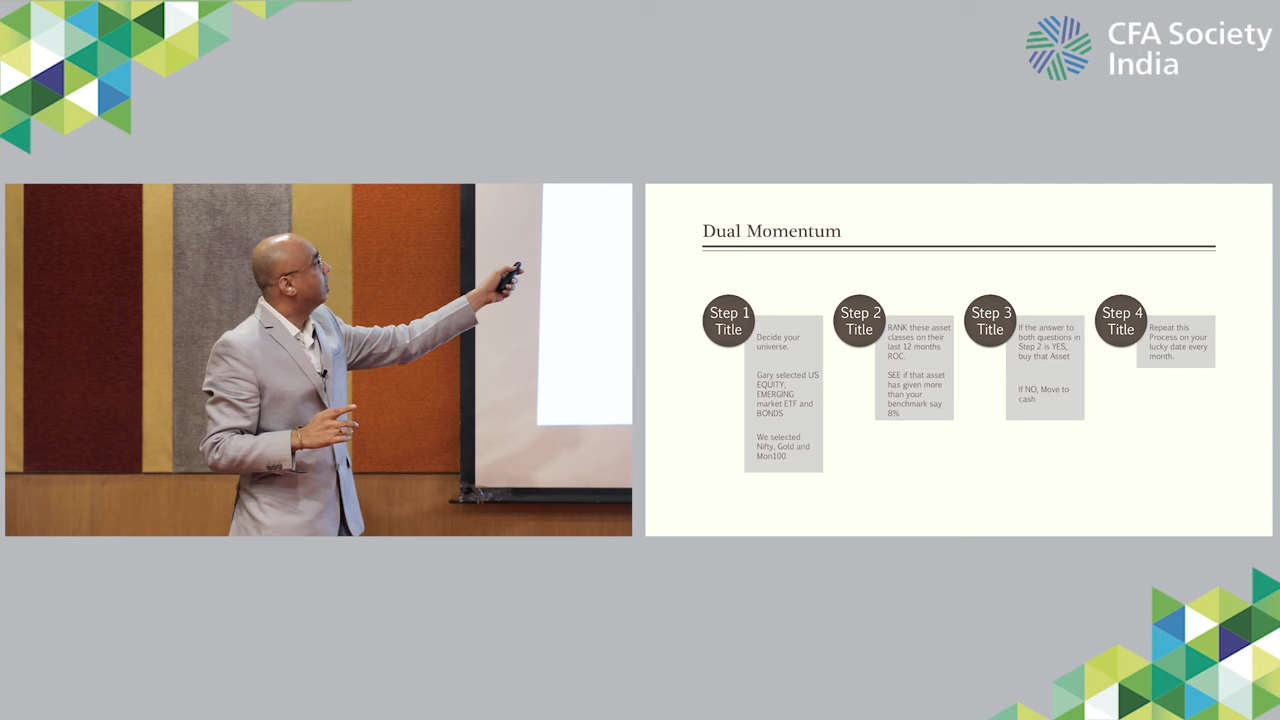 CFA Society
India
Dual Momentum
Step 1
Title
Decide your
universe.
Gary selected US
EQUITY,
EMERGING
market ETF and
BONDS
We selected
Nifty, Gold and
Mon100
Step 2
Title
RANK these asset
classes on their
last 12 months
ROC.
SEE if that asset
has given more
than your
benchmark say
8%
Step 3
Title
If the answer to
both questions in
Step 2 is YES,
buy that Asset
If NO, Move to
cash
Step 4
Title
Repeat this
Process on your
lucky date every
month.